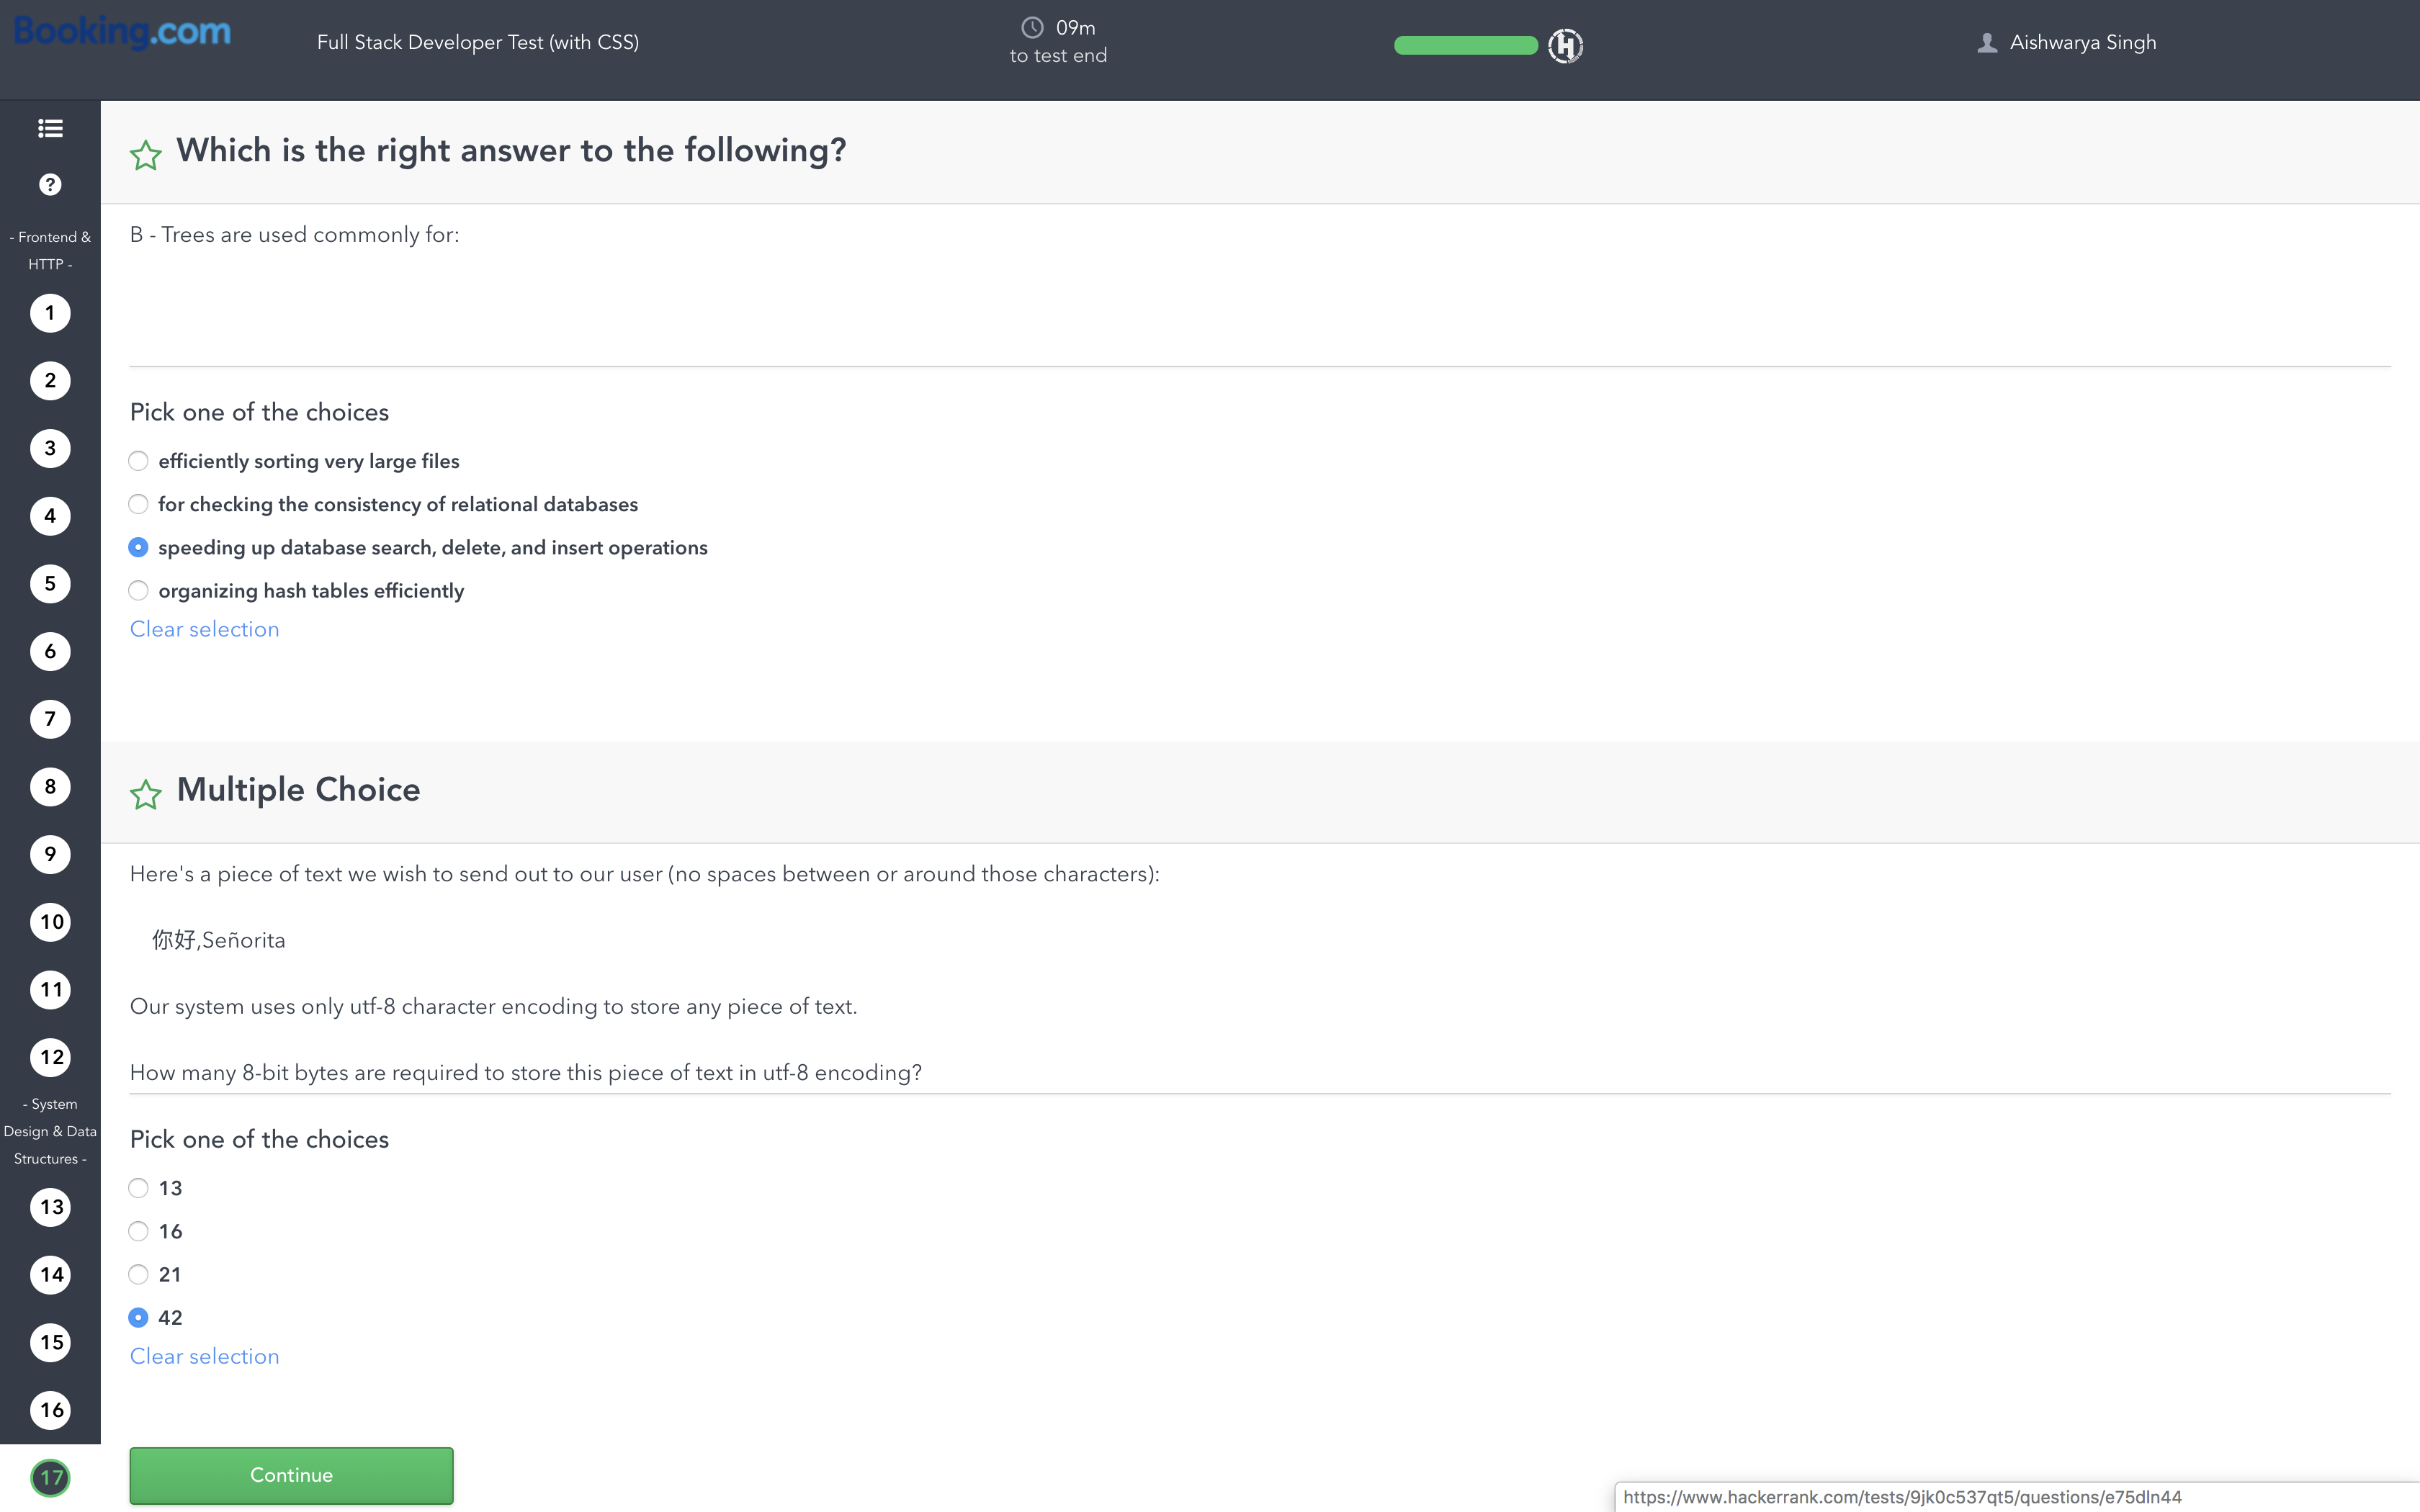 Booking.com
Full Stack Developer Test (with CSS)
09m
to test end
Aishwarya Singh
- Frontend &
HTTP -
1
2
3
4
5
6
7
8
9
10
11
12
- System
Design & Data
Structures -
13
14
15
16
17
Which is the right answer to the following?
B - Trees are used commonly for:
Pick one of the choices
efficiently sorting very large files
for checking the consistency of relational databases
speeding up database search, delete, and insert operations
organizing hash tables efficiently
Clear selection
Multiple Choice
Here's a piece of text we wish to send out to our user (no spaces between or around those characters):
你好,Señorita
Our system uses only utf-8 character encoding to store any piece of text.
How many 8-bit bytes are required to store this piece of text in utf-8 encoding?
Pick one of the choices
13
16
21
42
Clear selection
Continue
https://www.hackerrank.com/tests/9jk0c537qt5/questions/e75dln44